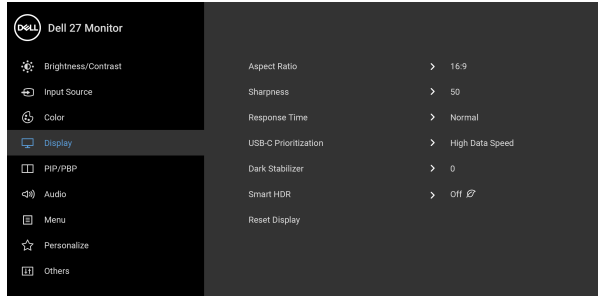 DELL Dell 27 Monitor
Brightness/Contrast
Input Source
Color
Display
PIP/PBP
Audio
Menu
Personalize
Others
Aspect Ratio 16:9
Sharpness 50
Response Time Normal
USB-C Prioritization High Data Speed
Dark Stabilizer 0
Smart HDR Off
Reset Display